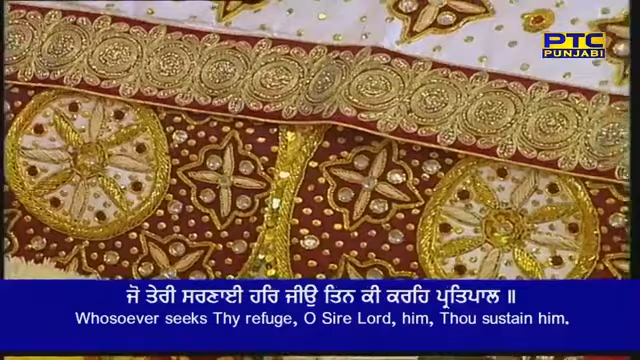 PTC
PUNJABI
ਜੋ ਤੇਰੀ ਸਰਣਾਈ ਹਰਿ ਜੀਉ ਤਿਨ ਕੀ ਕਰਹਿ ਪ੍ਰਤਿਪਾਲ ॥
Whosoever seeks Thy refuge, O Sire Lord, him, Thou sustain him.